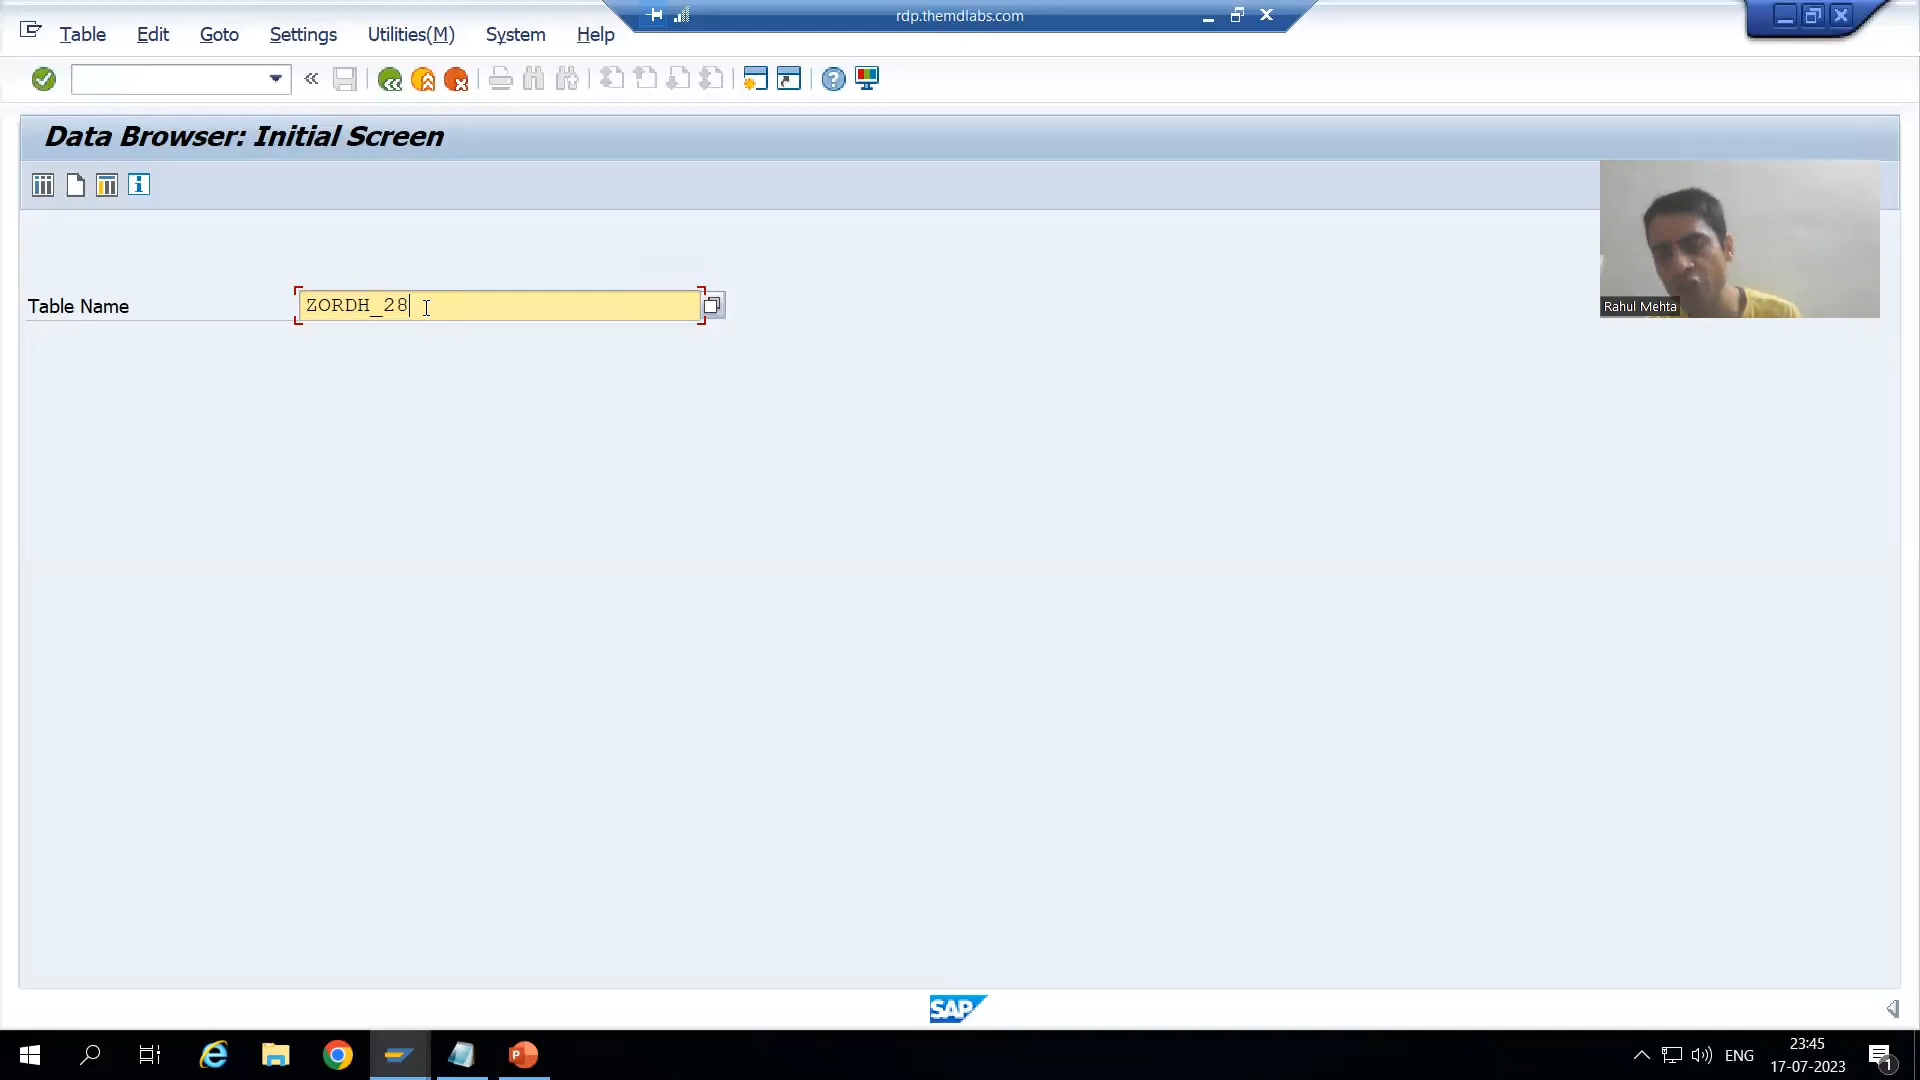 rdp.themdlabs.com
Table Edit Goto Settings Utilities(M) System Help
Data Browser: Initial Screen
Table Name ZORDH_28
Rahul Mehta
SAP
23:45
ENG
17-07-2023
1